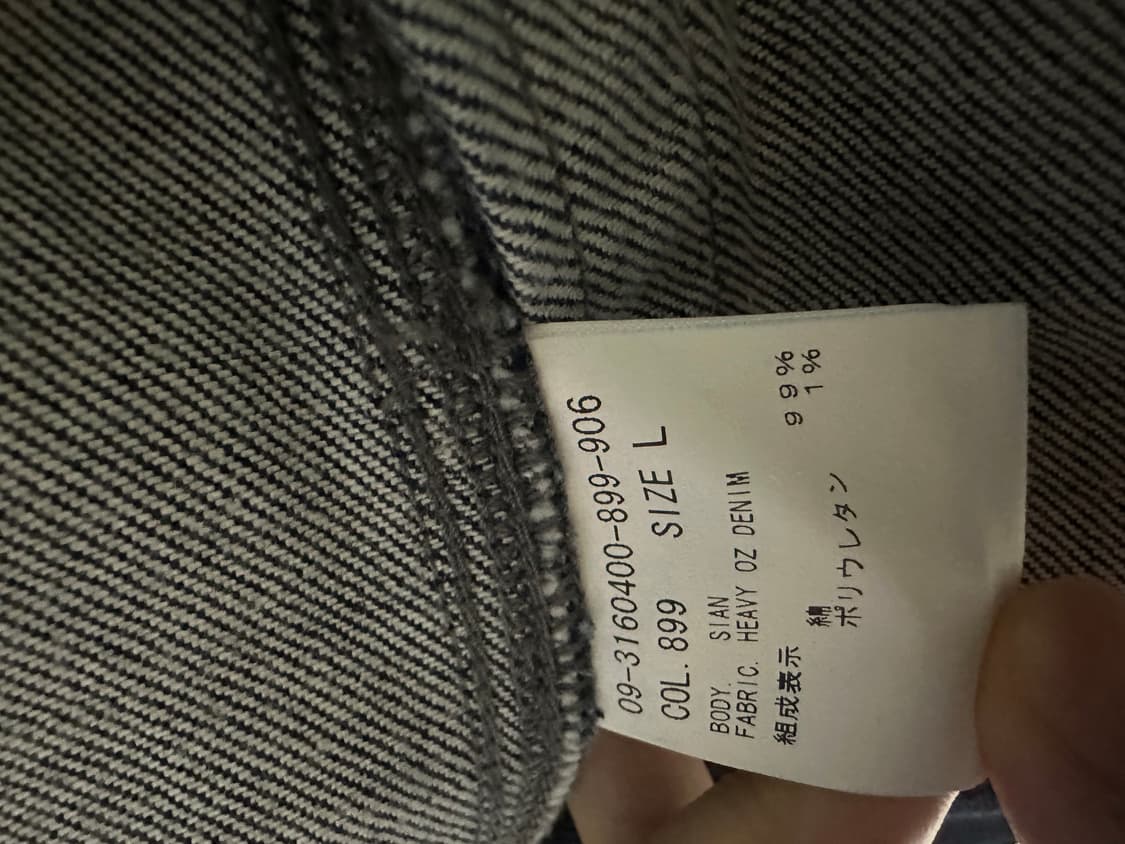 09-3160400-899-906
COL. 899 SIZE L
BODY. SIAN
FABRIC. HEAVY OZ DENIM
組成表示
綿 99%
ポリウレタン 1%